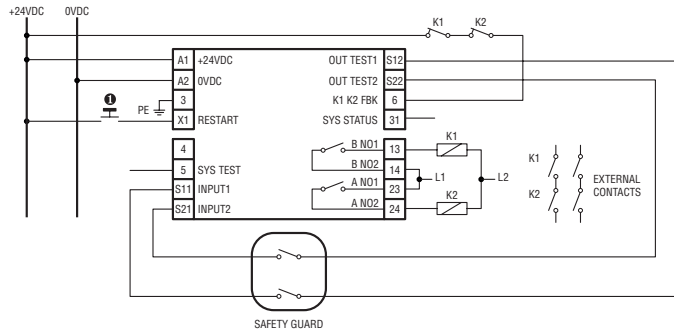 +24VDC 0VDC
K1 K2
A1 +24VDC OUT TEST1 S12
A2 0VDC OUT TEST2 S22
1
PE 3 K1 K2 FBK 6
X1 RESTART SYS STATUS 31
4 B NO1 13 K1
5 SYS TEST B NO2 14
L1 L2
S11 INPUT1 A NO1 23
S21 INPUT2 A NO2 24 K2
K1
K2
EXTERNAL
CONTACTS
SAFETY GUARD